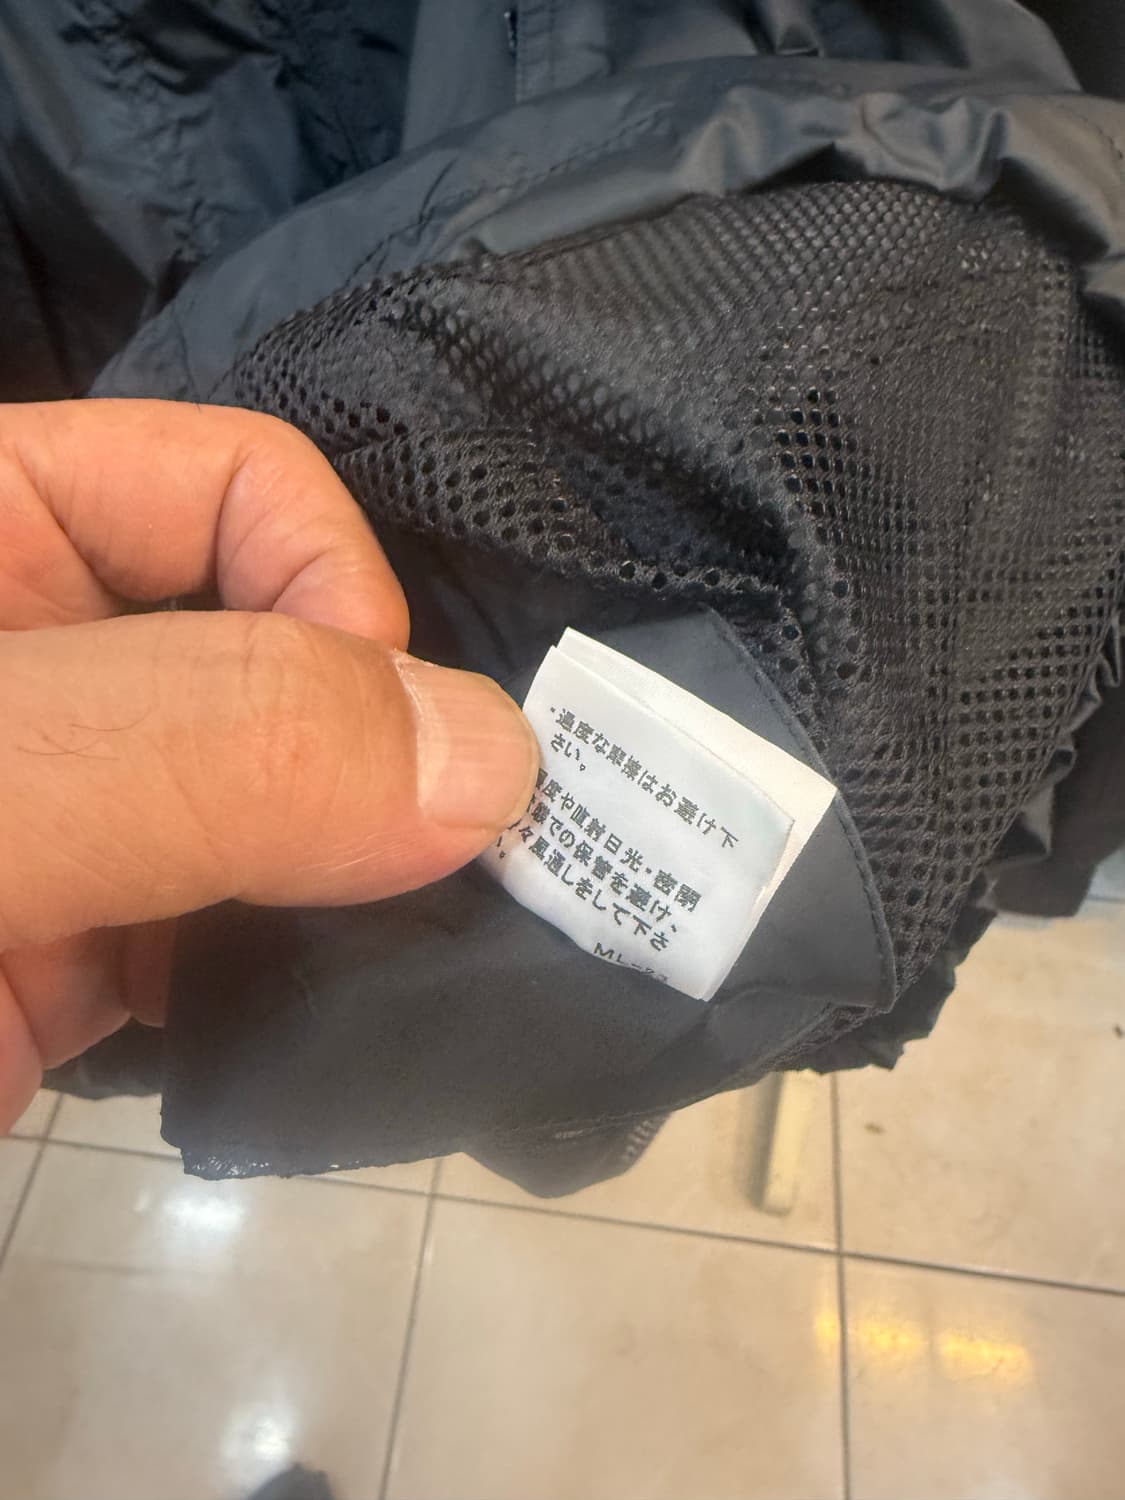 ・過度な摩擦はお避け下
さい。
度や直射日光・密閉
での保管を避け、
々風通しをして下さ
い。